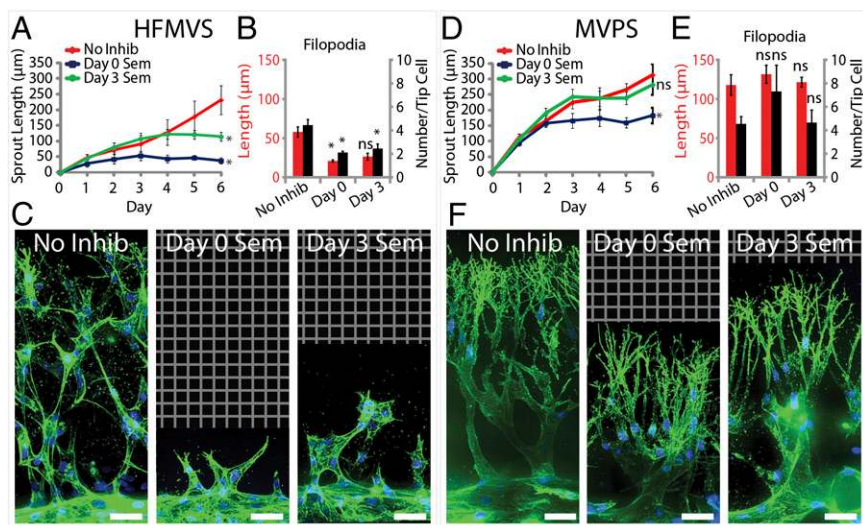 A HFMVS
No Inhib
Day 0 Sem
Day 3 Sem
Sprout Length (µm)
350
300
250
200
150
100
50
0
0 1 2 3 4 5 6
Day
*
*
B
Filopodia
Length (µm)
150
100
50
0
* * ns *
10
8
6
4
2
0
Number/Tip Cell
No Inhib Day 0 Day 3
D MVPS
No Inhib
Day 0 Sem
Day 3 Sem
Sprout Length (µm)
350
300
250
200
150
100
50
0
0 1 2 3 4 5 6
Day
ns
*
E
Filopodia
Length (µm)
150
100
50
0
nsns ns ns
10
8
6
4
2
0
Number/Tip Cell
No Inhib Day 0 Day 3
C
No Inhib Day 0 Sem Day 3 Sem
F
No Inhib Day 0 Sem Day 3 Sem